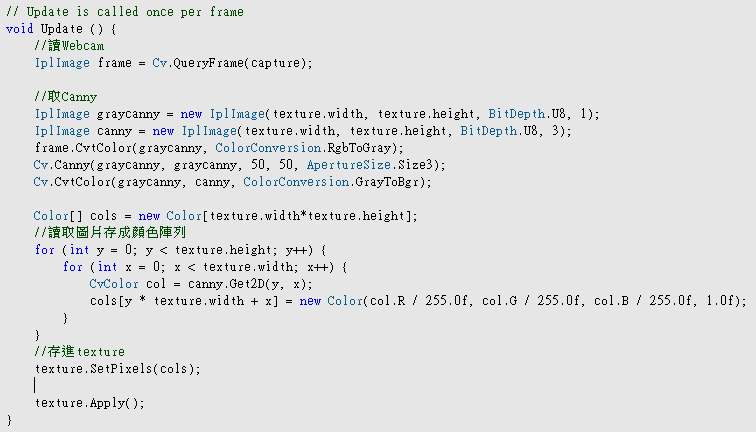 // Update is called once per frame
void Update () {
//讀Webcam
IplImage frame = Cv.QueryFrame(capture);
//取Canny
IplImage graycanny = new IplImage(texture.width, texture.height, BitDepth.U8, 1);
IplImage canny = new IplImage(texture.width, texture.height, BitDepth.U8, 3);
frame.CvtColor(graycanny, ColorConversion.RgbToGray);
Cv.Canny(graycanny, graycanny, 50, 50, ApertureSize.Size3);
Cv.CvtColor(graycanny, canny, ColorConversion.GrayToBgr);
Color[] cols = new Color[texture.width*texture.height];
//讀取圖片存成顏色陣列
for (int y = 0; y < texture.height; y++) {
for (int x = 0; x < texture.width; x++) {
CvColor col = canny.Get2D(y, x);
cols[y * texture.width + x] = new Color(col.R / 255.0f, col.G / 255.0f, col.B / 255.0f, 1.0f);
}
}
//存進texture
texture.SetPixels(cols);
texture.Apply();
}